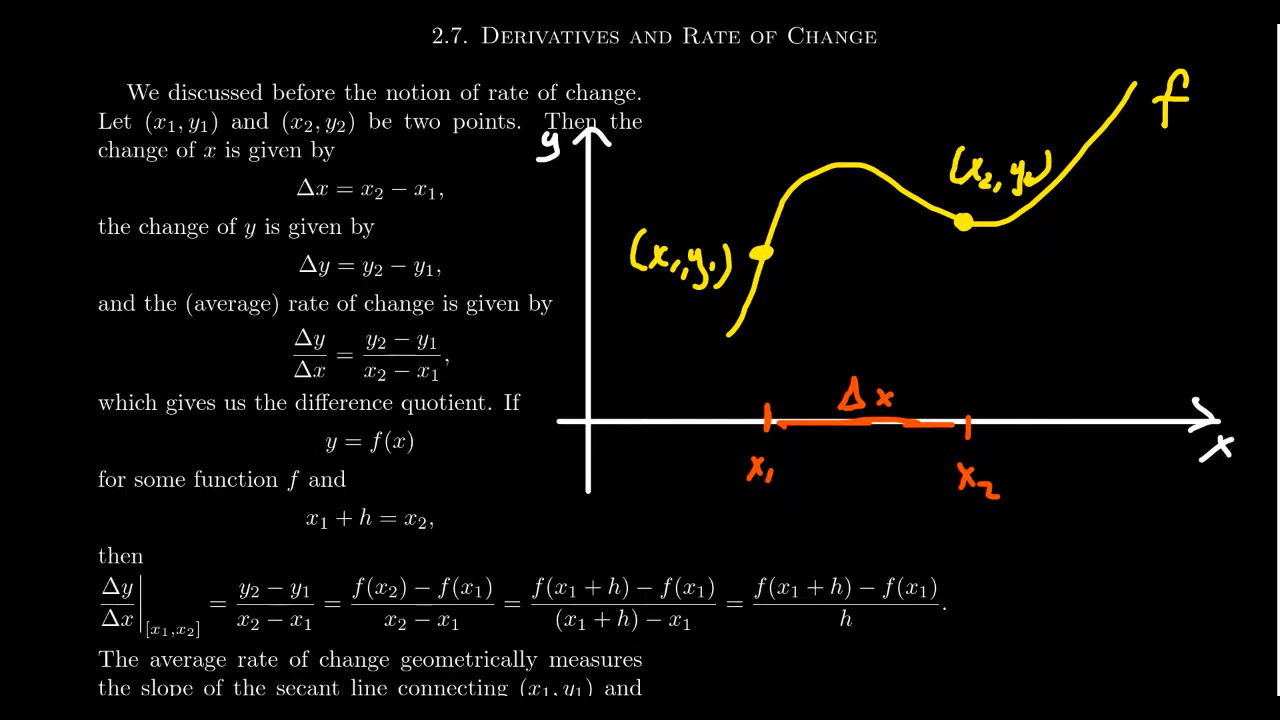 2.7. Derivatives and Rate of Change
We discussed before the notion of rate of change.
Let (x₁, y₁) and (x₂, y₂) be two points. Then the
change of x is given by
Δx = x₂ − x₁,
the change of y is given by
Δy = y₂ − y₁,
and the (average) rate of change is given by
Δy/Δx = (y₂ − y₁)/(x₂ − x₁),
which gives us the difference quotient. If
y = f(x)
for some function f and
x₁ + h = x₂,
then
Δy/Δx |[x₁,x₂] = (y₂ − y₁)/(x₂ − x₁) = (f(x₂) − f(x₁))/(x₂ − x₁) = (f(x₁ + h) − f(x₁))/((x₁ + h) − x₁) = (f(x₁ + h) − f(x₁))/h.
The average rate of change geometrically measures
the slope of the secant line connecting (x₁, y₁) and
y
f
(x₂, y₂)
(x₁, y₁)
Δx
x₁
x₂
x